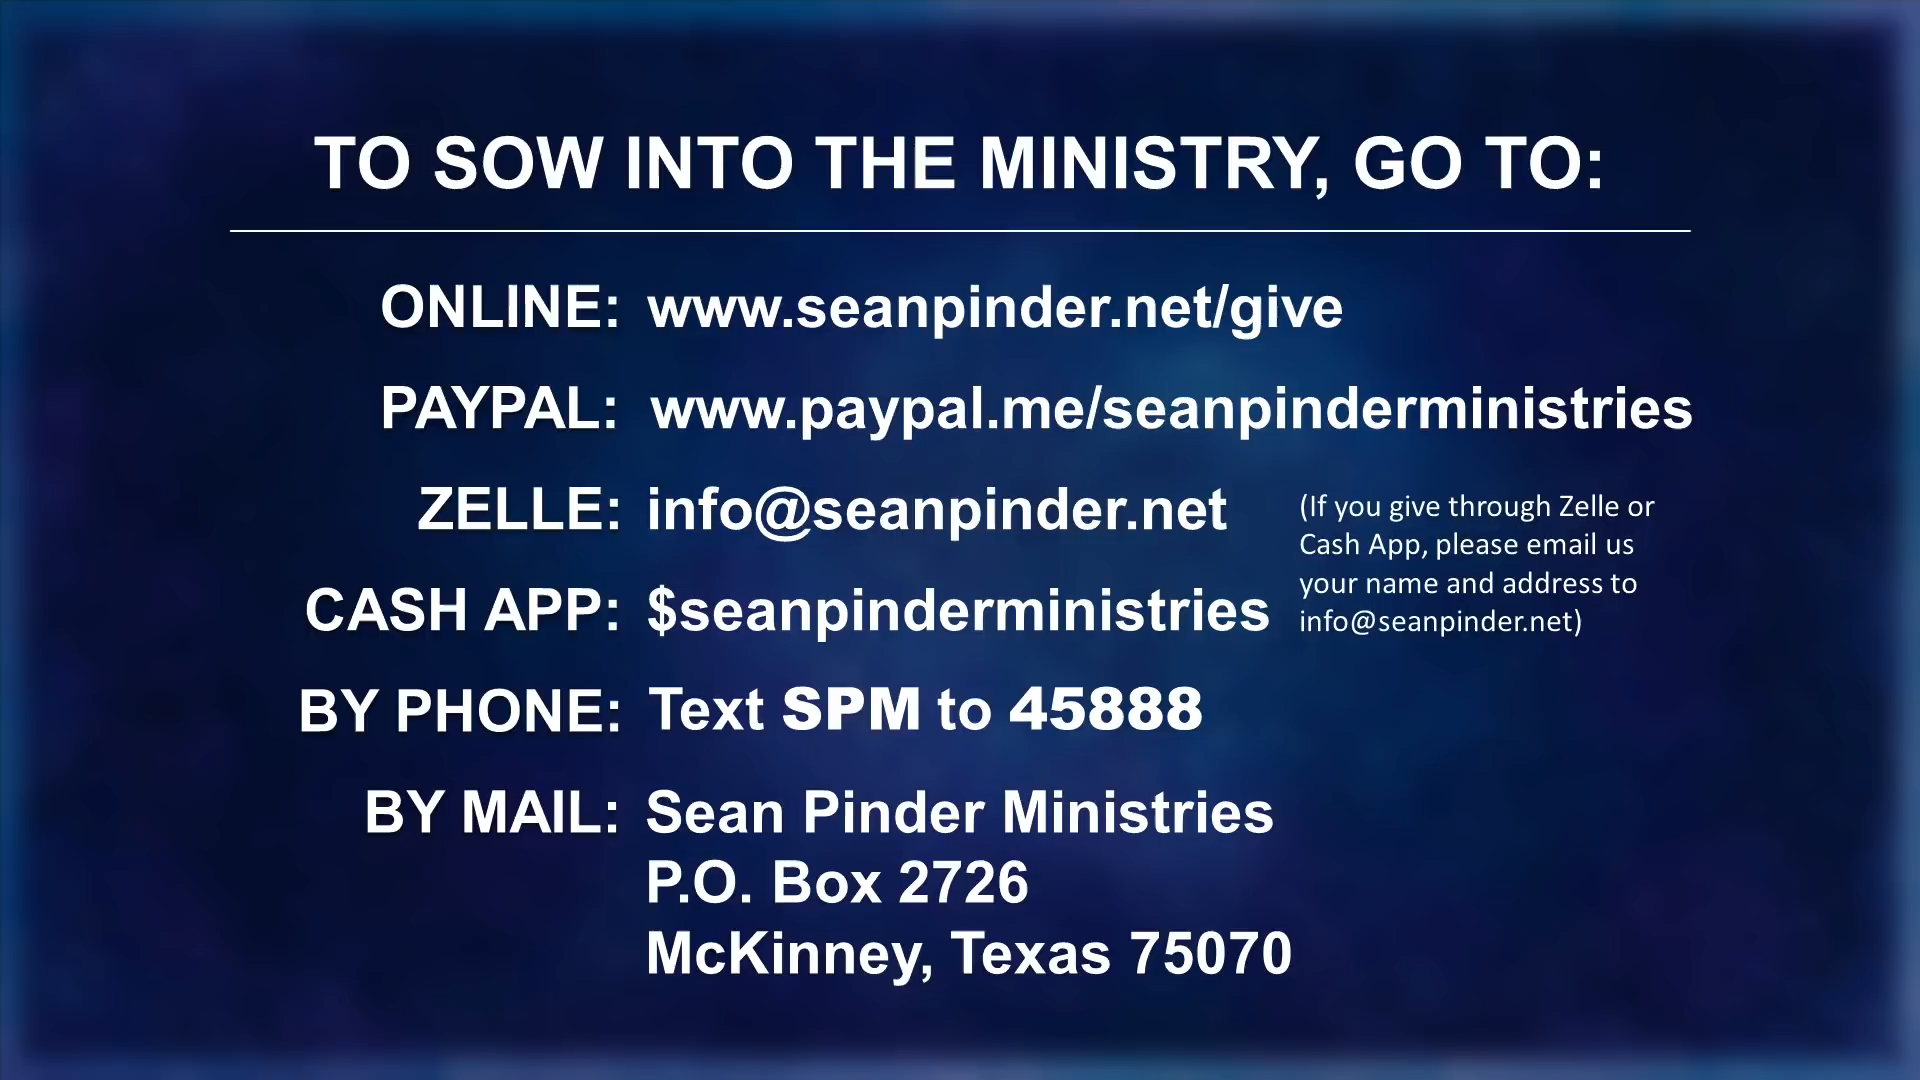 TO SOW INTO THE MINISTRY, GO TO:
ONLINE: www.seanpinder.net/give
PAYPAL: www.paypal.me/seanpinderministries
ZELLE: info@seanpinder.net
CASH APP: $seanpinderministries
(If you give through Zelle or
Cash App, please email us
your name and address to
info@seanpinder.net)
BY PHONE: Text SPM to 45888
BY MAIL: Sean Pinder Ministries
P.O. Box 2726
McKinney, Texas 75070